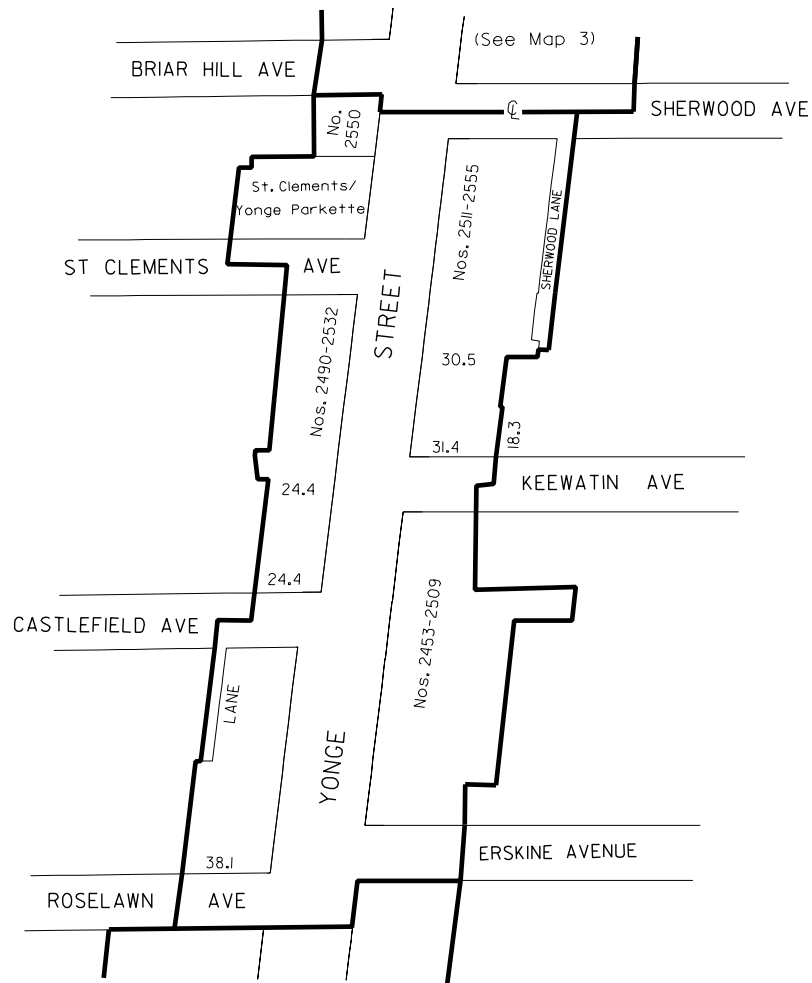 (See Map 3)
BRIAR HILL AVE
SHERWOOD AVE
℄
No.
2550
St. Clements/
Yonge Parkette
Nos. 2511-2555
SHERWOOD LANE
ST CLEMENTS AVE
STREET
Nos. 2490-2532
30.5
31.4
18.3
KEEWATIN AVE
24.4
24.4
CASTLEFIELD AVE
Nos. 2453-2509
LANE
YONGE
38.1
ERSKINE AVENUE
ROSELAWN AVE